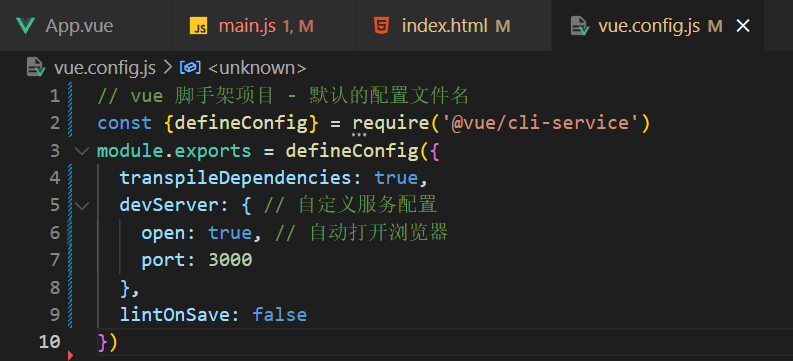 App.vue
JS main.js 1, M
index.html M
vue.config.js M
vue.config.js > <unknown>
1 // vue 脚手架项目 - 默认的配置文件名
2 const {defineConfig} = require('@vue/cli-service')
3 module.exports = defineConfig({
4 transpileDependencies: true,
5 devServer: { // 自定义服务配置
6 open: true, // 自动打开浏览器
7 port: 3000
8 },
9 lintOnSave: false
10 })